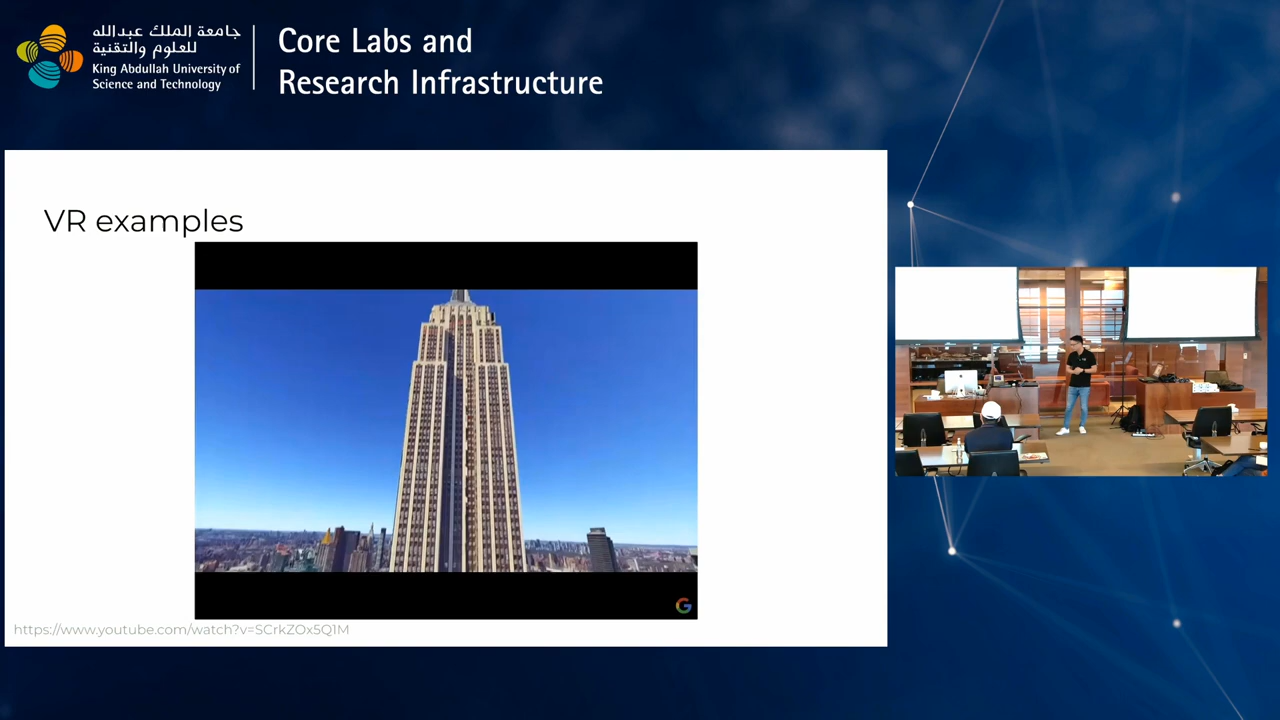 جامعة الملك عبدالله
للعلوم والتقنية
King Abdullah University of
Science and Technology
Core Labs and
Research Infrastructure
VR examples
https://www.youtube.com/watch?v=SCrkZOx5Q1M